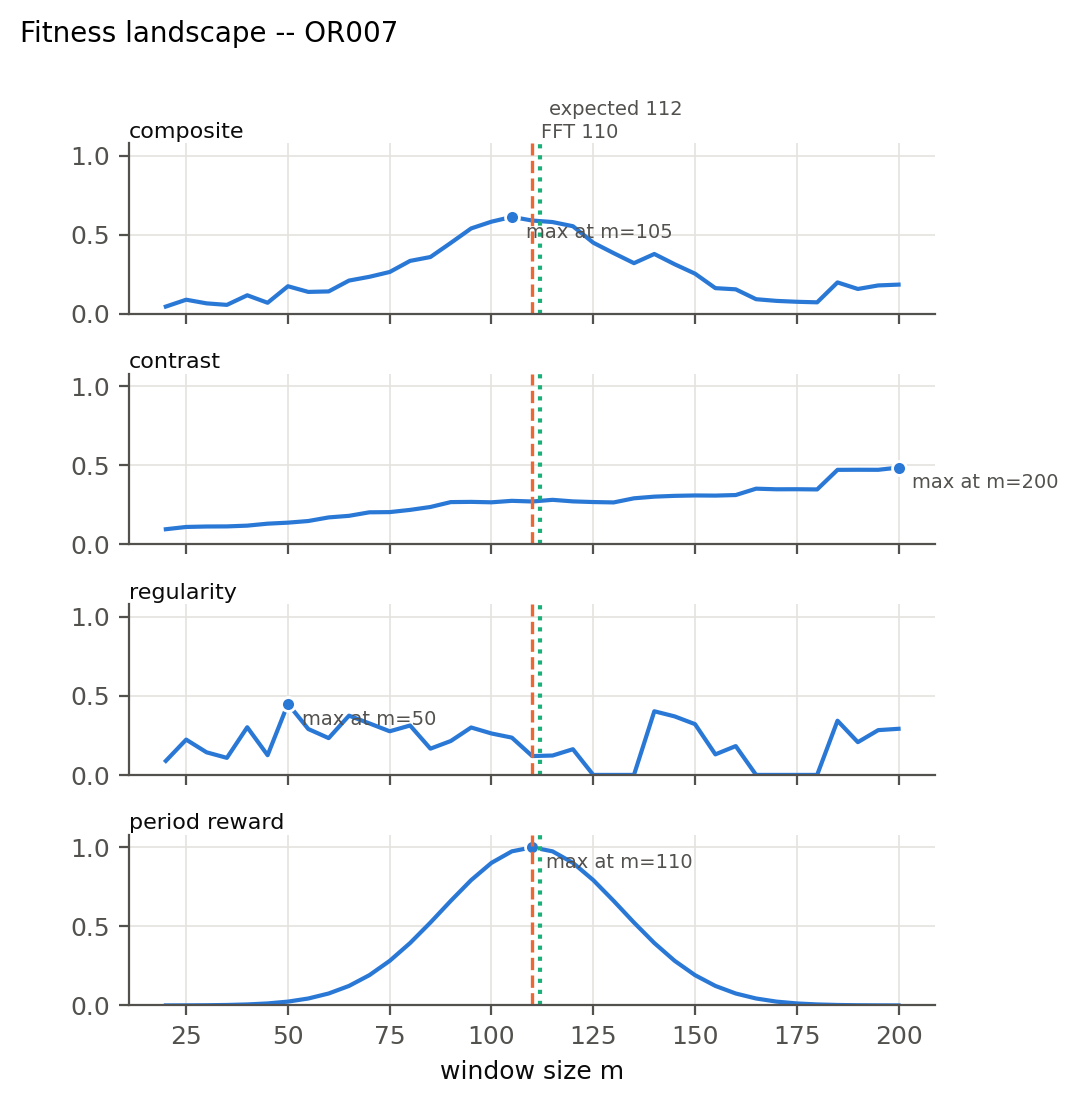 Fitness landscape -- OR007
expected 112
FFT 110
composite
1.0
0.5
0.0
max at m=105
contrast
1.0
0.5
0.0
max at m=200
regularity
1.0
0.5
0.0
max at m=50
period reward
1.0
0.5
0.0
max at m=110
25 50 75 100 125 150 175 200
window size m